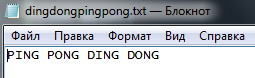 dingdongpingpong.txt — Блокнот
Файл Правка Формат Вид Справка
PING PONG DING DONG